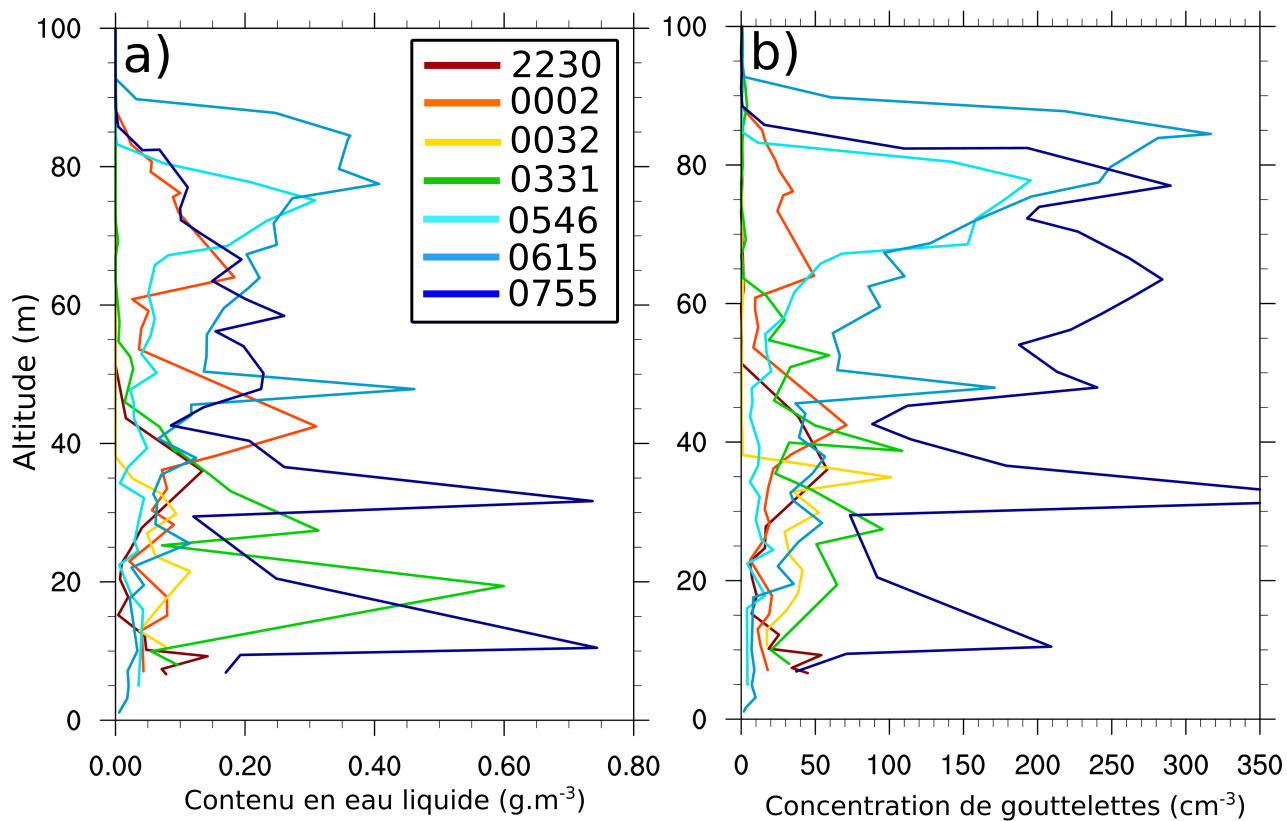 a)
100
80
60
40
20
0
Altitude (m)
0.00 0.20 0.40 0.60 0.80
Contenu en eau liquide (g.m-3)
2230
0002
0032
0331
0546
0615
0755
b)
100
80
60
40
20
0
0 50 100 150 200 250 300 350
Concentration de gouttelettes (cm-3)